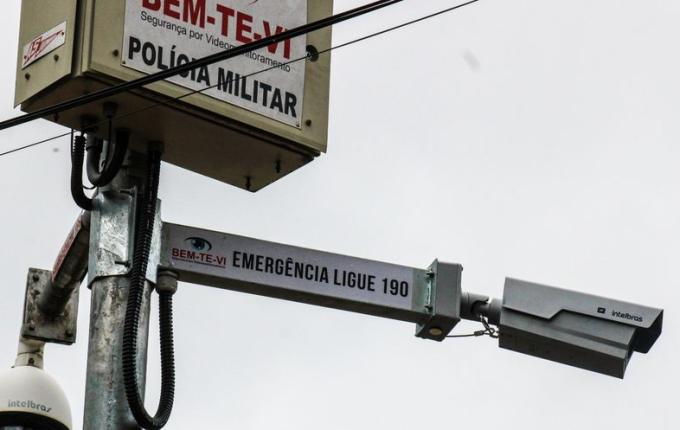 BEM-TE-VI
Segurança por Videomonitoramento
POLÍCIA MILITAR
BEM-TE-VI
EMERGÊNCIA LIGUE 190
intelbras
intelbras